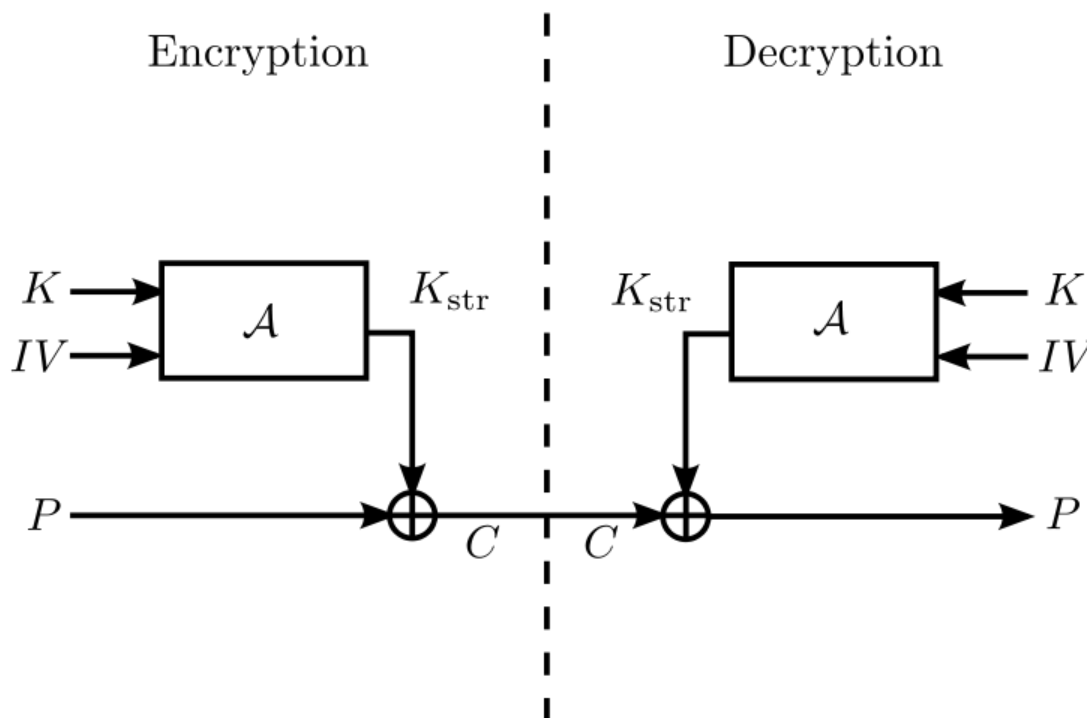 Encryption Decryption
K K_str K_str K
𝒜 𝒜
IV IV
P P
C C